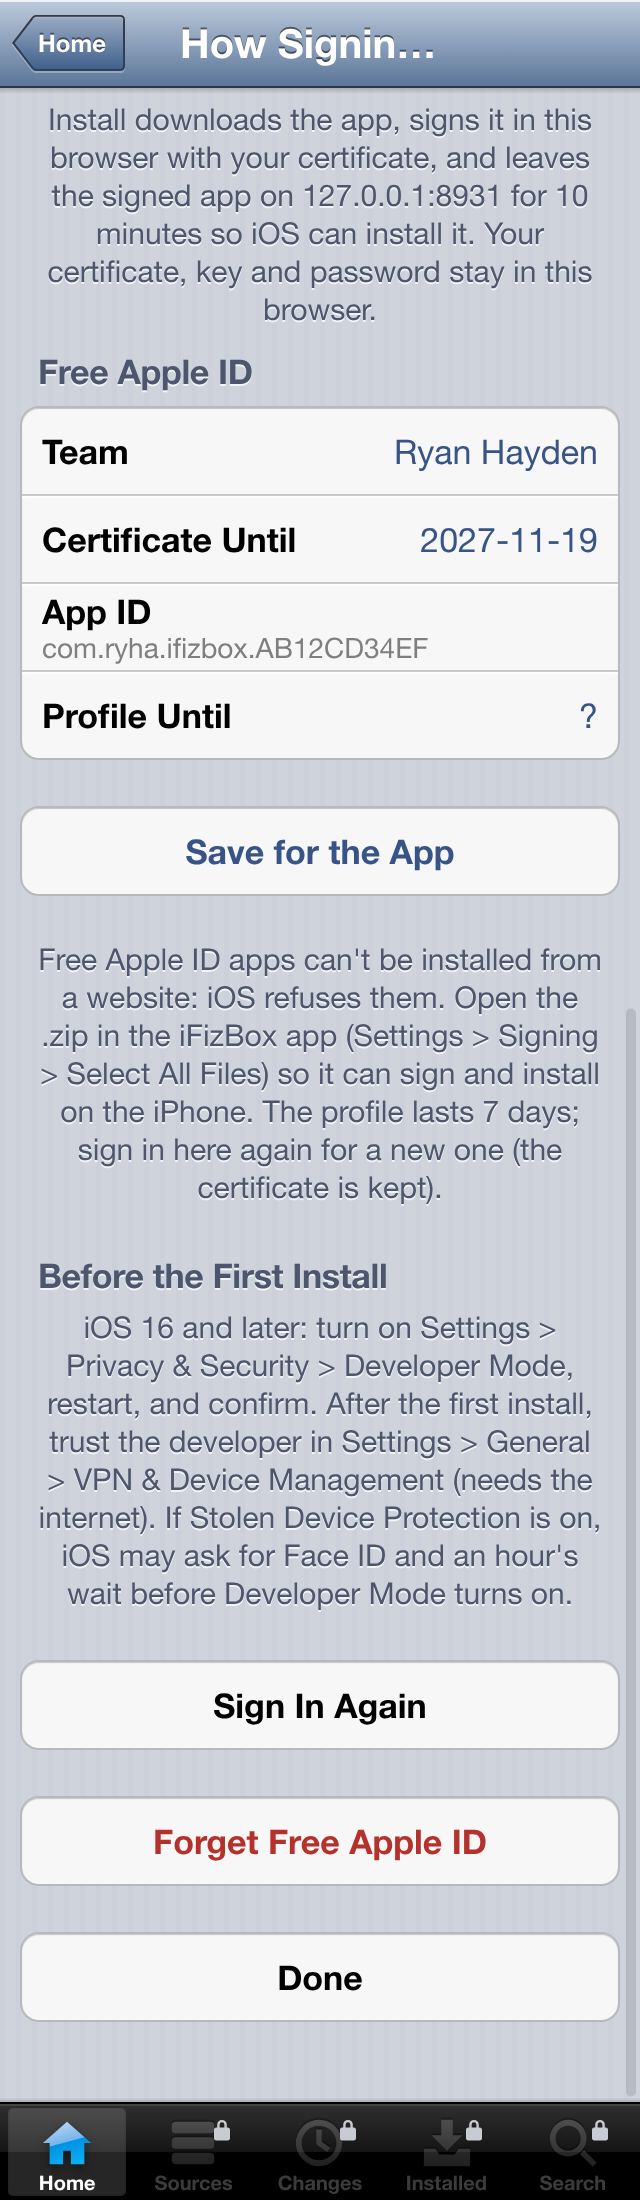 Home
How Signin...
Install downloads the app, signs it in this
browser with your certificate, and leaves
the signed app on 127.0.0.1:8931 for 10
minutes so iOS can install it. Your
certificate, key and password stay in this
browser.
Free Apple ID
Team Ryan Hayden
Certificate Until 2027-11-19
App ID
com.ryha.ifizbox.AB12CD34EF
Profile Until ?
Save for the App
Free Apple ID apps can't be installed from
a website: iOS refuses them. Open the
.zip in the iFizBox app (Settings > Signing
> Select All Files) so it can sign and install
on the iPhone. The profile lasts 7 days;
sign in here again for a new one (the
certificate is kept).
Before the First Install
iOS 16 and later: turn on Settings >
Privacy & Security > Developer Mode,
restart, and confirm. After the first install,
trust the developer in Settings > General
> VPN & Device Management (needs the
internet). If Stolen Device Protection is on,
iOS may ask for Face ID and an hour's
wait before Developer Mode turns on.
Sign In Again
Forget Free Apple ID
Done
Home Sources Changes Installed Search